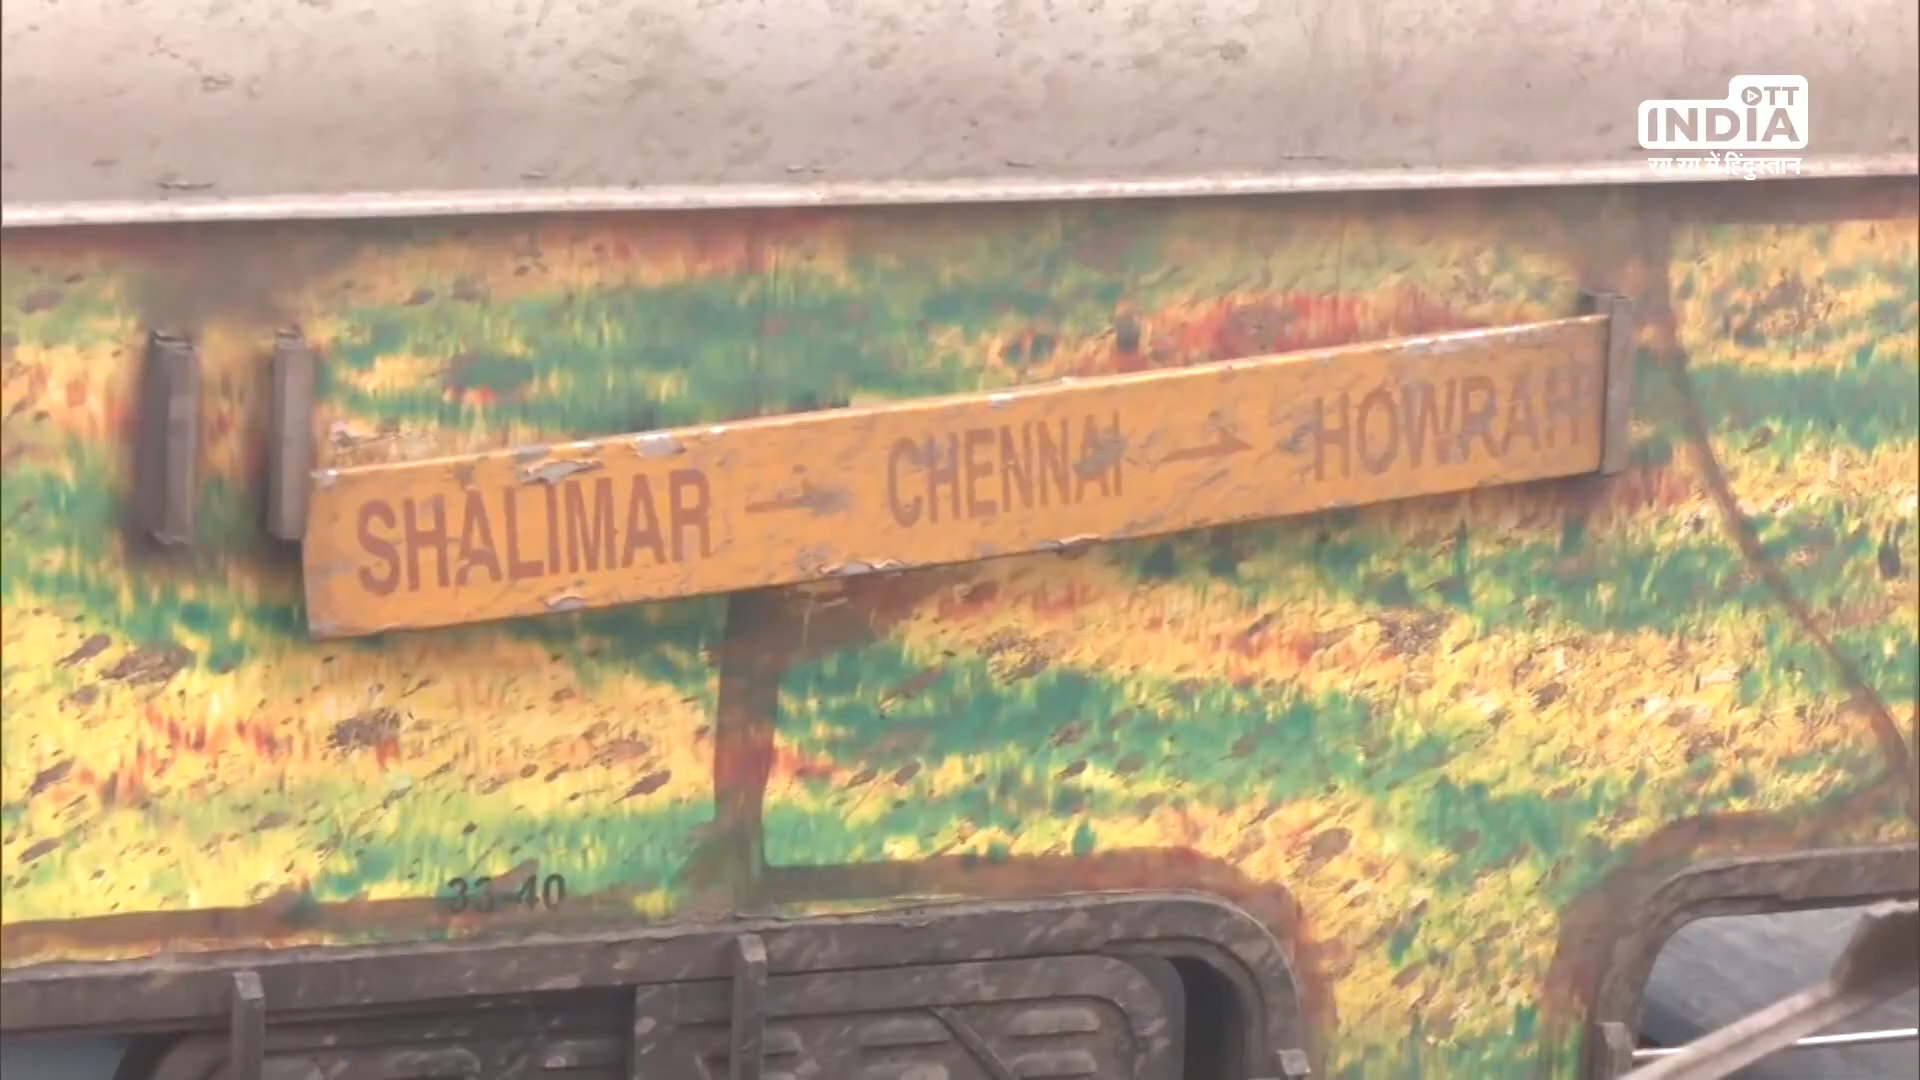 OTT
INDIA
रग रग में हिंदुस्तान
SHALIMAR → CHENNAI → HOWRAH
33-40